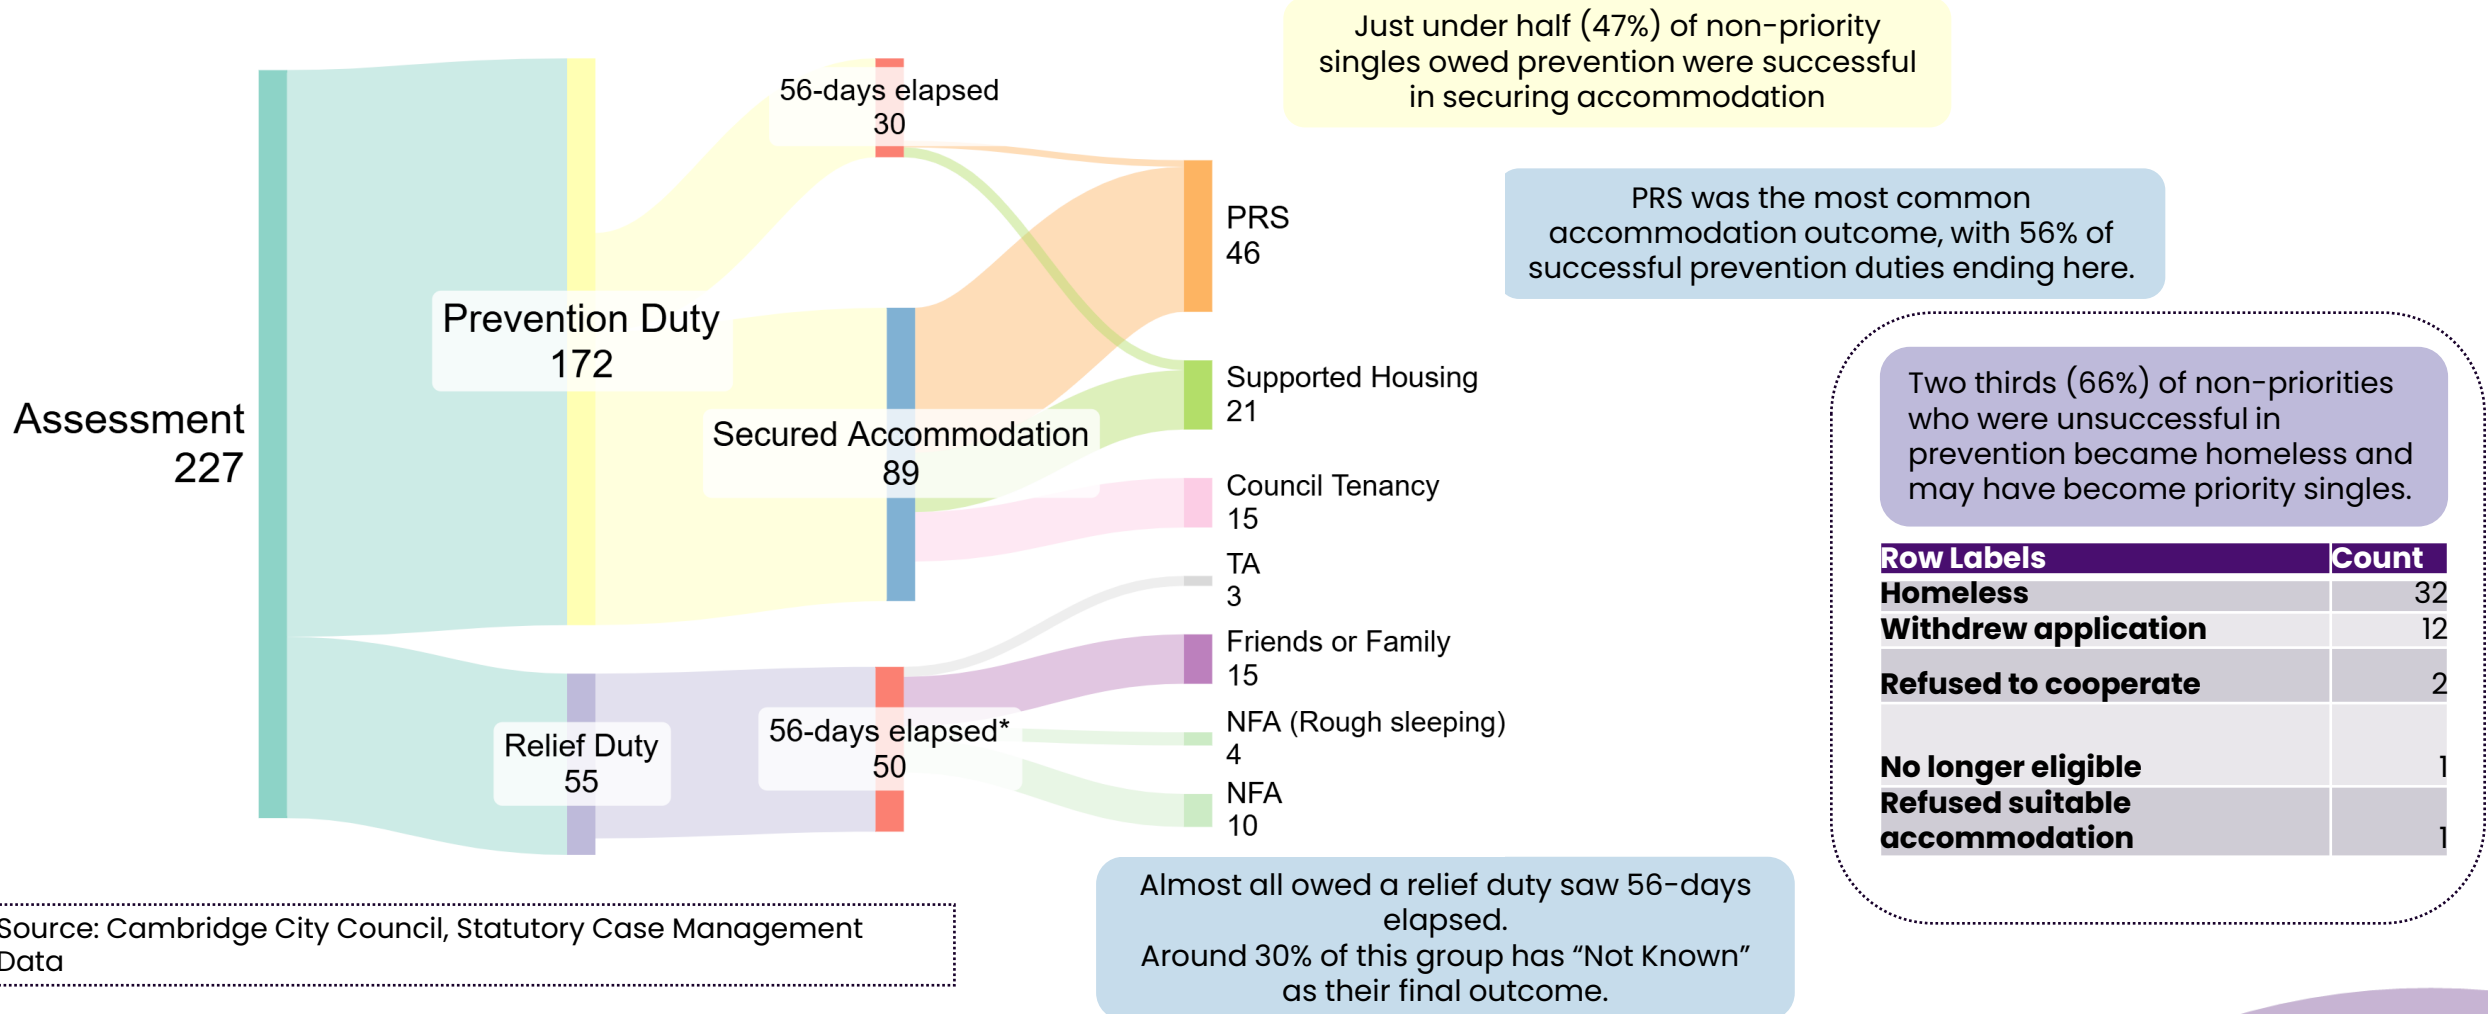 Just under half (47%) of non-priority
singles owed prevention were successful
in securing accommodation
56-days elapsed
30
PRS was the most common
accommodation outcome, with 56% of
successful prevention duties ending here.
PRS
46
Prevention Duty
172
Supported Housing
21
Assessment
227
Secured Accommodation
89
Council Tenancy
15
TA
3
Friends or Family
15
Relief Duty
55
56-days elapsed*
50
NFA (Rough sleeping)
4
NFA
10
Two thirds (66%) of non-priorities
who were unsuccessful in
prevention became homeless and
may have become priority singles.
Row Labels Count
Homeless 32
Withdrew application 12
Refused to cooperate 2
No longer eligible 1
Refused suitable
accommodation 1
Almost all owed a relief duty saw 56-days
elapsed.
Around 30% of this group has “Not Known”
as their final outcome.
Source: Cambridge City Council, Statutory Case Management
Data